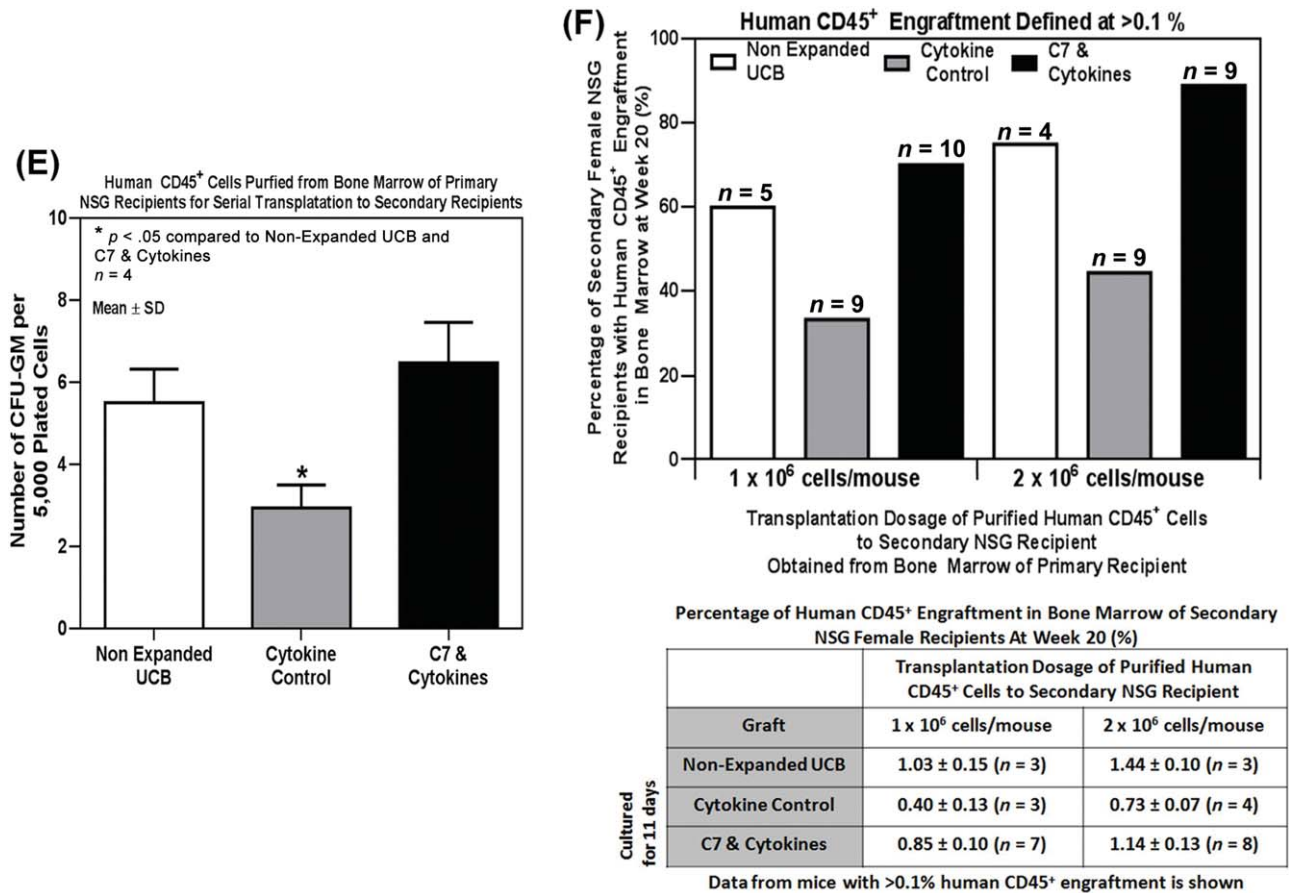 (E)
Human CD45⁺ Cells Purfied from Bone Marrow of Primary
NSG Recipients for Serial Transplatation to Secondary Recipients
Number of CFU-GM per
5,000 Plated Cells
10
8
6
4
2
0
* p < .05 compared to Non-Expanded UCB and
C7 & Cytokines
n = 4
Mean ± SD
*
Non Expanded
UCB
Cytokine
Control
C7 &
Cytokines
(F)
Human CD45⁺ Engraftment Defined at >0.1 %
Percentage of Secondary Female NSG
Recipients with Human CD45⁺ Engraftment
in Bone Marrow at Week 20 (%)
100
80
60
40
20
0
Non Expanded
UCB
Cytokine
Control
C7 &
Cytokines
n = 5
n = 9
n = 10
n = 4
n = 9
n = 9
1 x 10⁶ cells/mouse
2 x 10⁶ cells/mouse
Transplantation Dosage of Purified Human CD45⁺ Cells
to Secondary NSG Recipient
Obtained from Bone Marrow of Primary Recipient
Percentage of Human CD45⁺ Engraftment in Bone Marrow of Secondary
NSG Female Recipients At Week 20 (%)
Transplantation Dosage of Purified Human
CD45⁺ Cells to Secondary NSG Recipient
Graft 1 x 10⁶ cells/mouse 2 x 10⁶ cells/mouse
Non-Expanded UCB 1.03 ± 0.15 (n = 3) 1.44 ± 0.10 (n = 3)
Cultured
for 11 days
Cytokine Control 0.40 ± 0.13 (n = 3) 0.73 ± 0.07 (n = 4)
C7 & Cytokines 0.85 ± 0.10 (n = 7) 1.14 ± 0.13 (n = 8)
Data from mice with >0.1% human CD45⁺ engraftment is shown